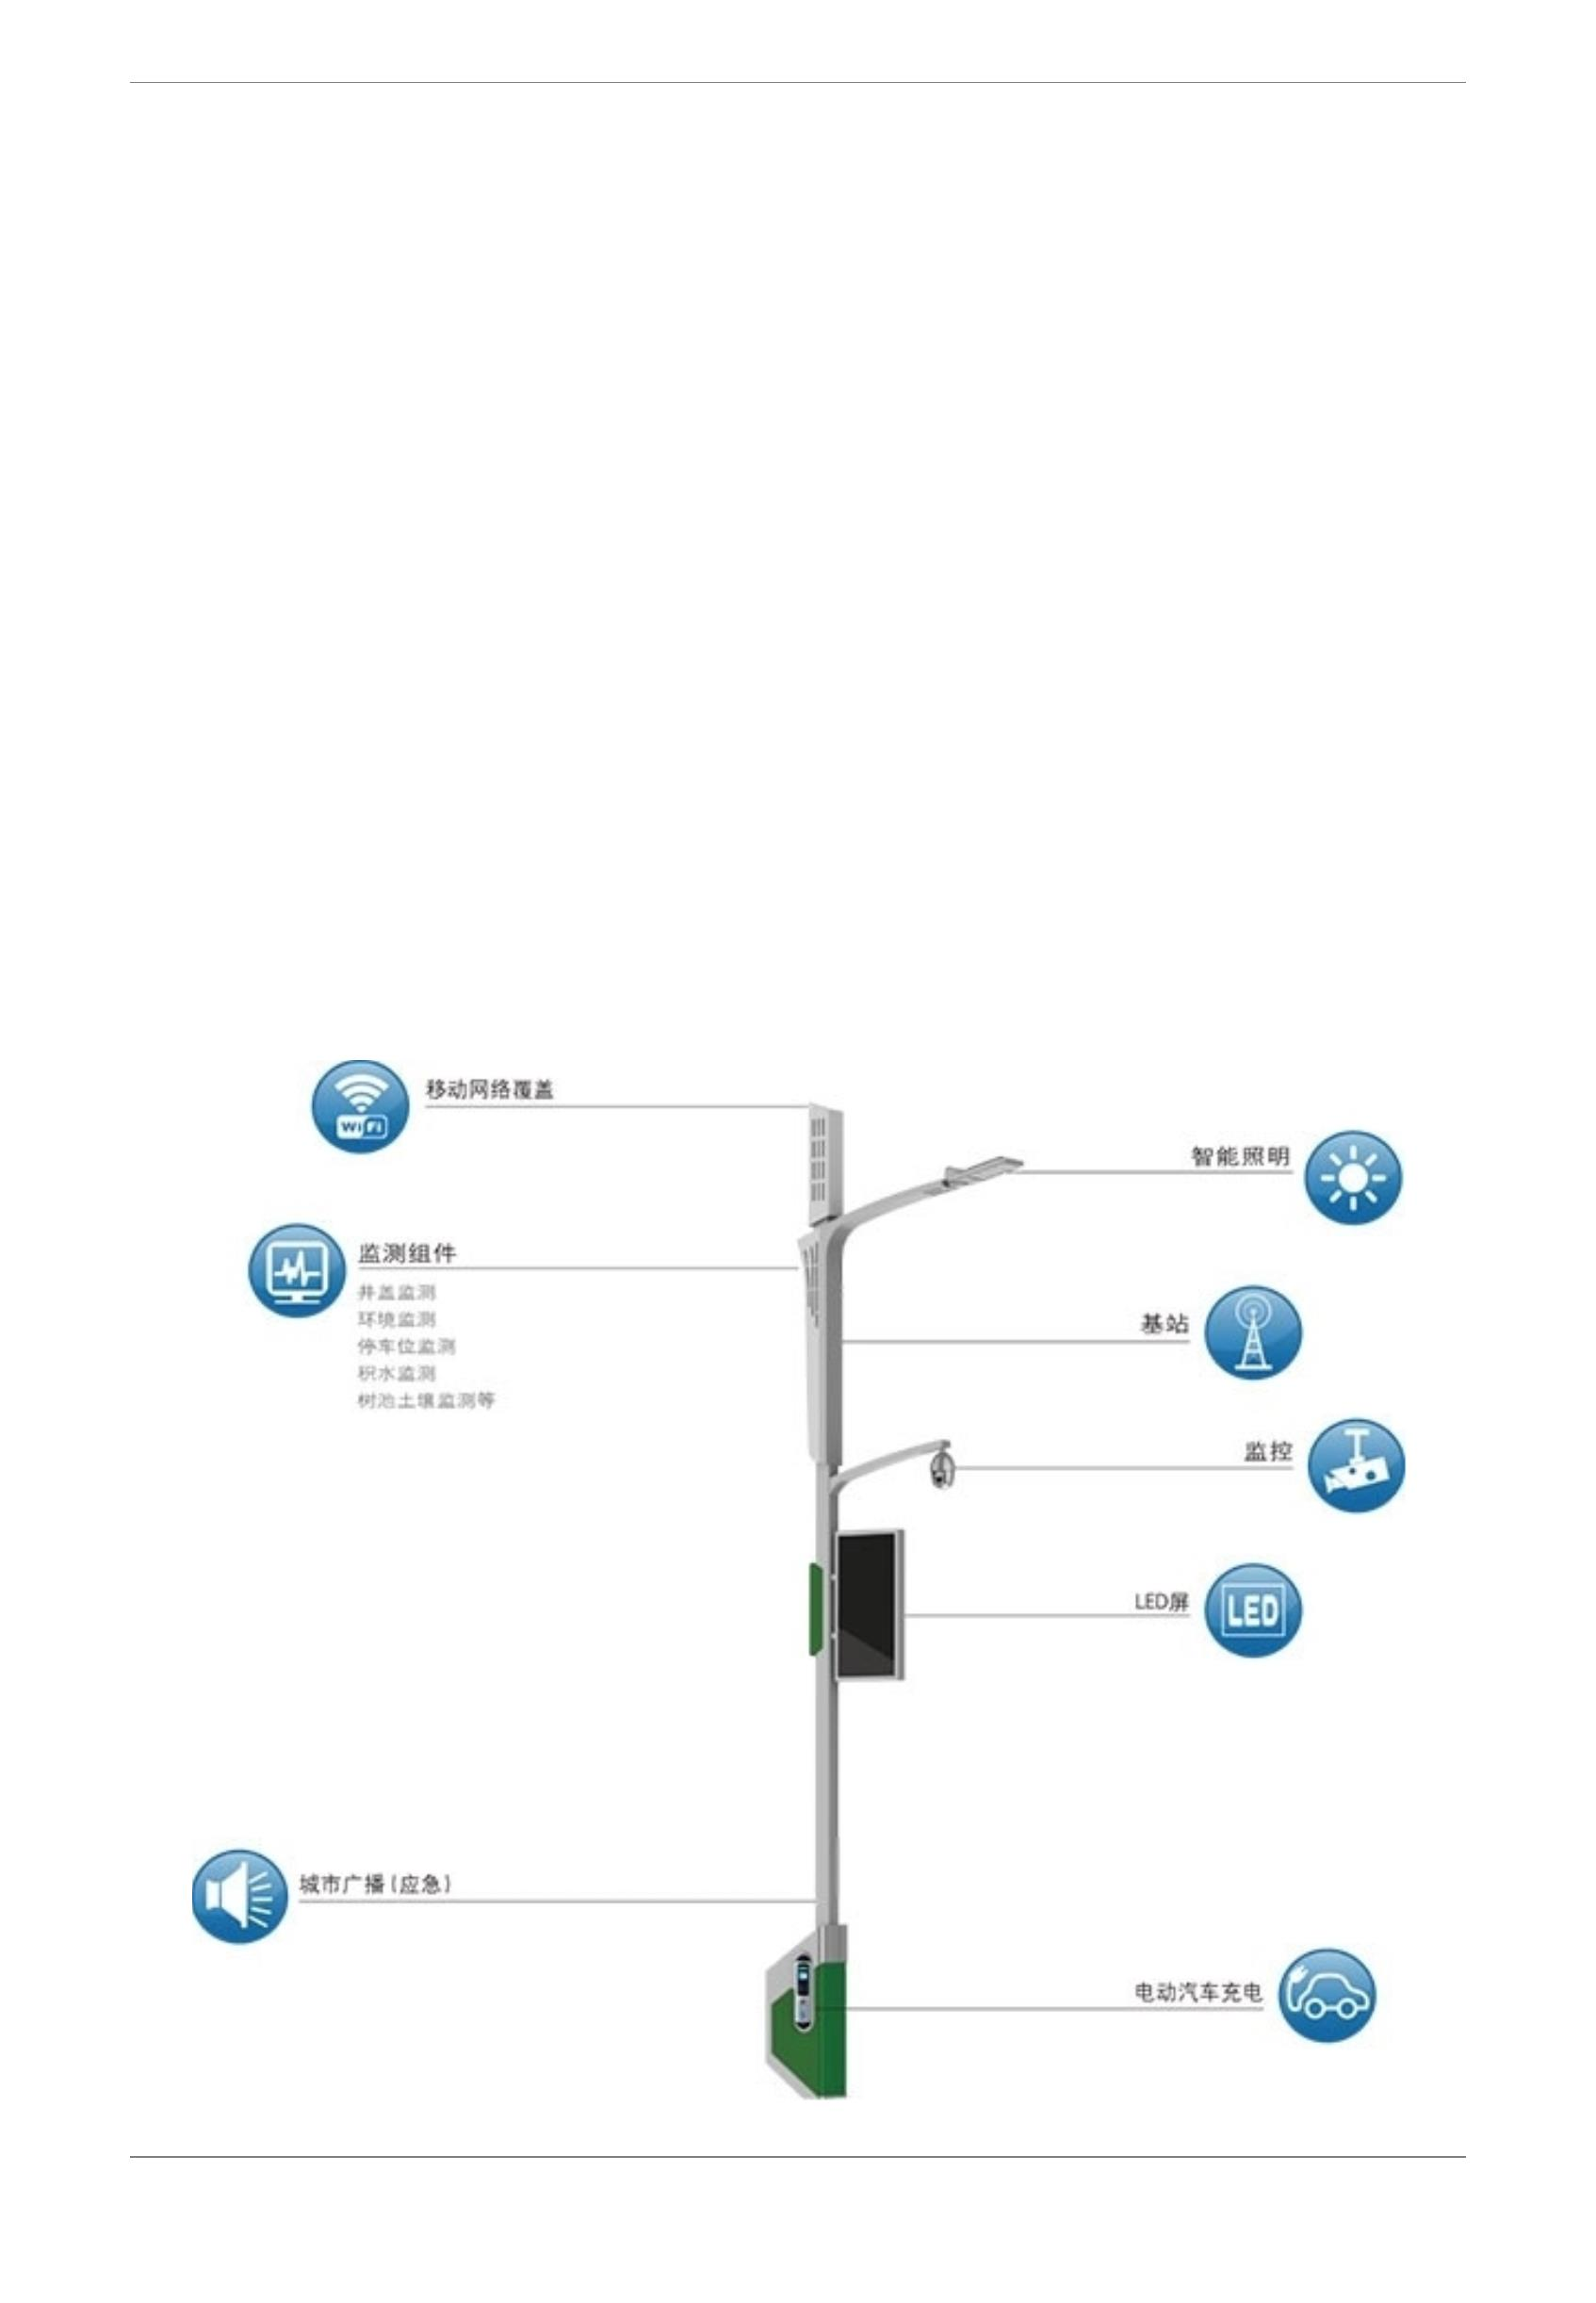 移动网络覆盖
WiFi
智能照明
监测组件
井盖监测
环境监测
停车位监测
积水监测
树池土壤监测等
基站
监控
LED屏
LED
城市广播(应急)
电动汽车充电